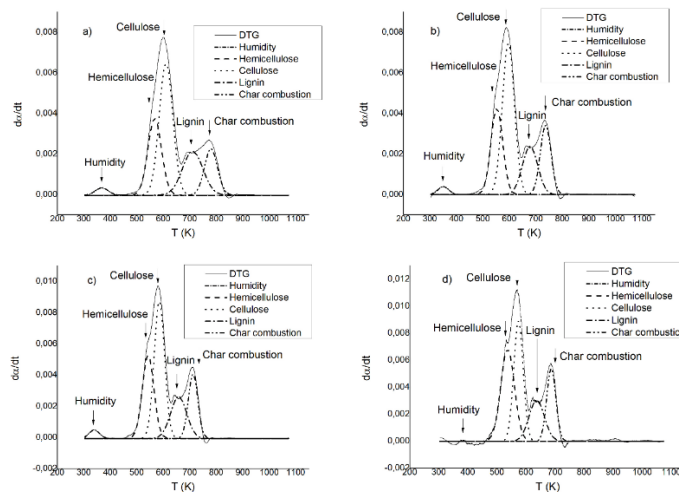 a)
Cellulose
Hemicellulose
Lignin
Char combustion
Humidity
DTG
Humidity
Hemicellulose
Cellulose
Lignin
Char combustion
0,008
0,006
0,004
0,002
0,000
dα/dt
200 300 400 500 600 700 800 900 1000 1100
T (K)
b)
Cellulose
Hemicellulose
Lignin
Char combustion
Humidity
DTG
Humidity
Hemicellulose
Cellulose
Lignin
Char combustion
0,008
0,006
0,004
0,002
0,000
dα/dt
200 300 400 500 600 700 800 900 1000 1100
T (K)
c)
Cellulose
Hemicellulose
Lignin
Char combustion
Humidity
DTG
Humidity
Hemicellulose
Cellulose
Lignin
Char combustion
0,010
0,008
0,006
0,004
0,002
0,000
-0,002
dα/dt
200 300 400 500 600 700 800 900 1000 1100
T (K)
d)
Cellulose
Hemicellulose
Lignin
Char combustion
Humidity
DTG
Humidity
Hemicellulose
Cellulose
Lignin
Char combustion
0,012
0,010
0,008
0,006
0,004
0,002
0,000
-0,002
dα/dt
200 300 400 500 600 700 800 900 1000 1100
T (K)